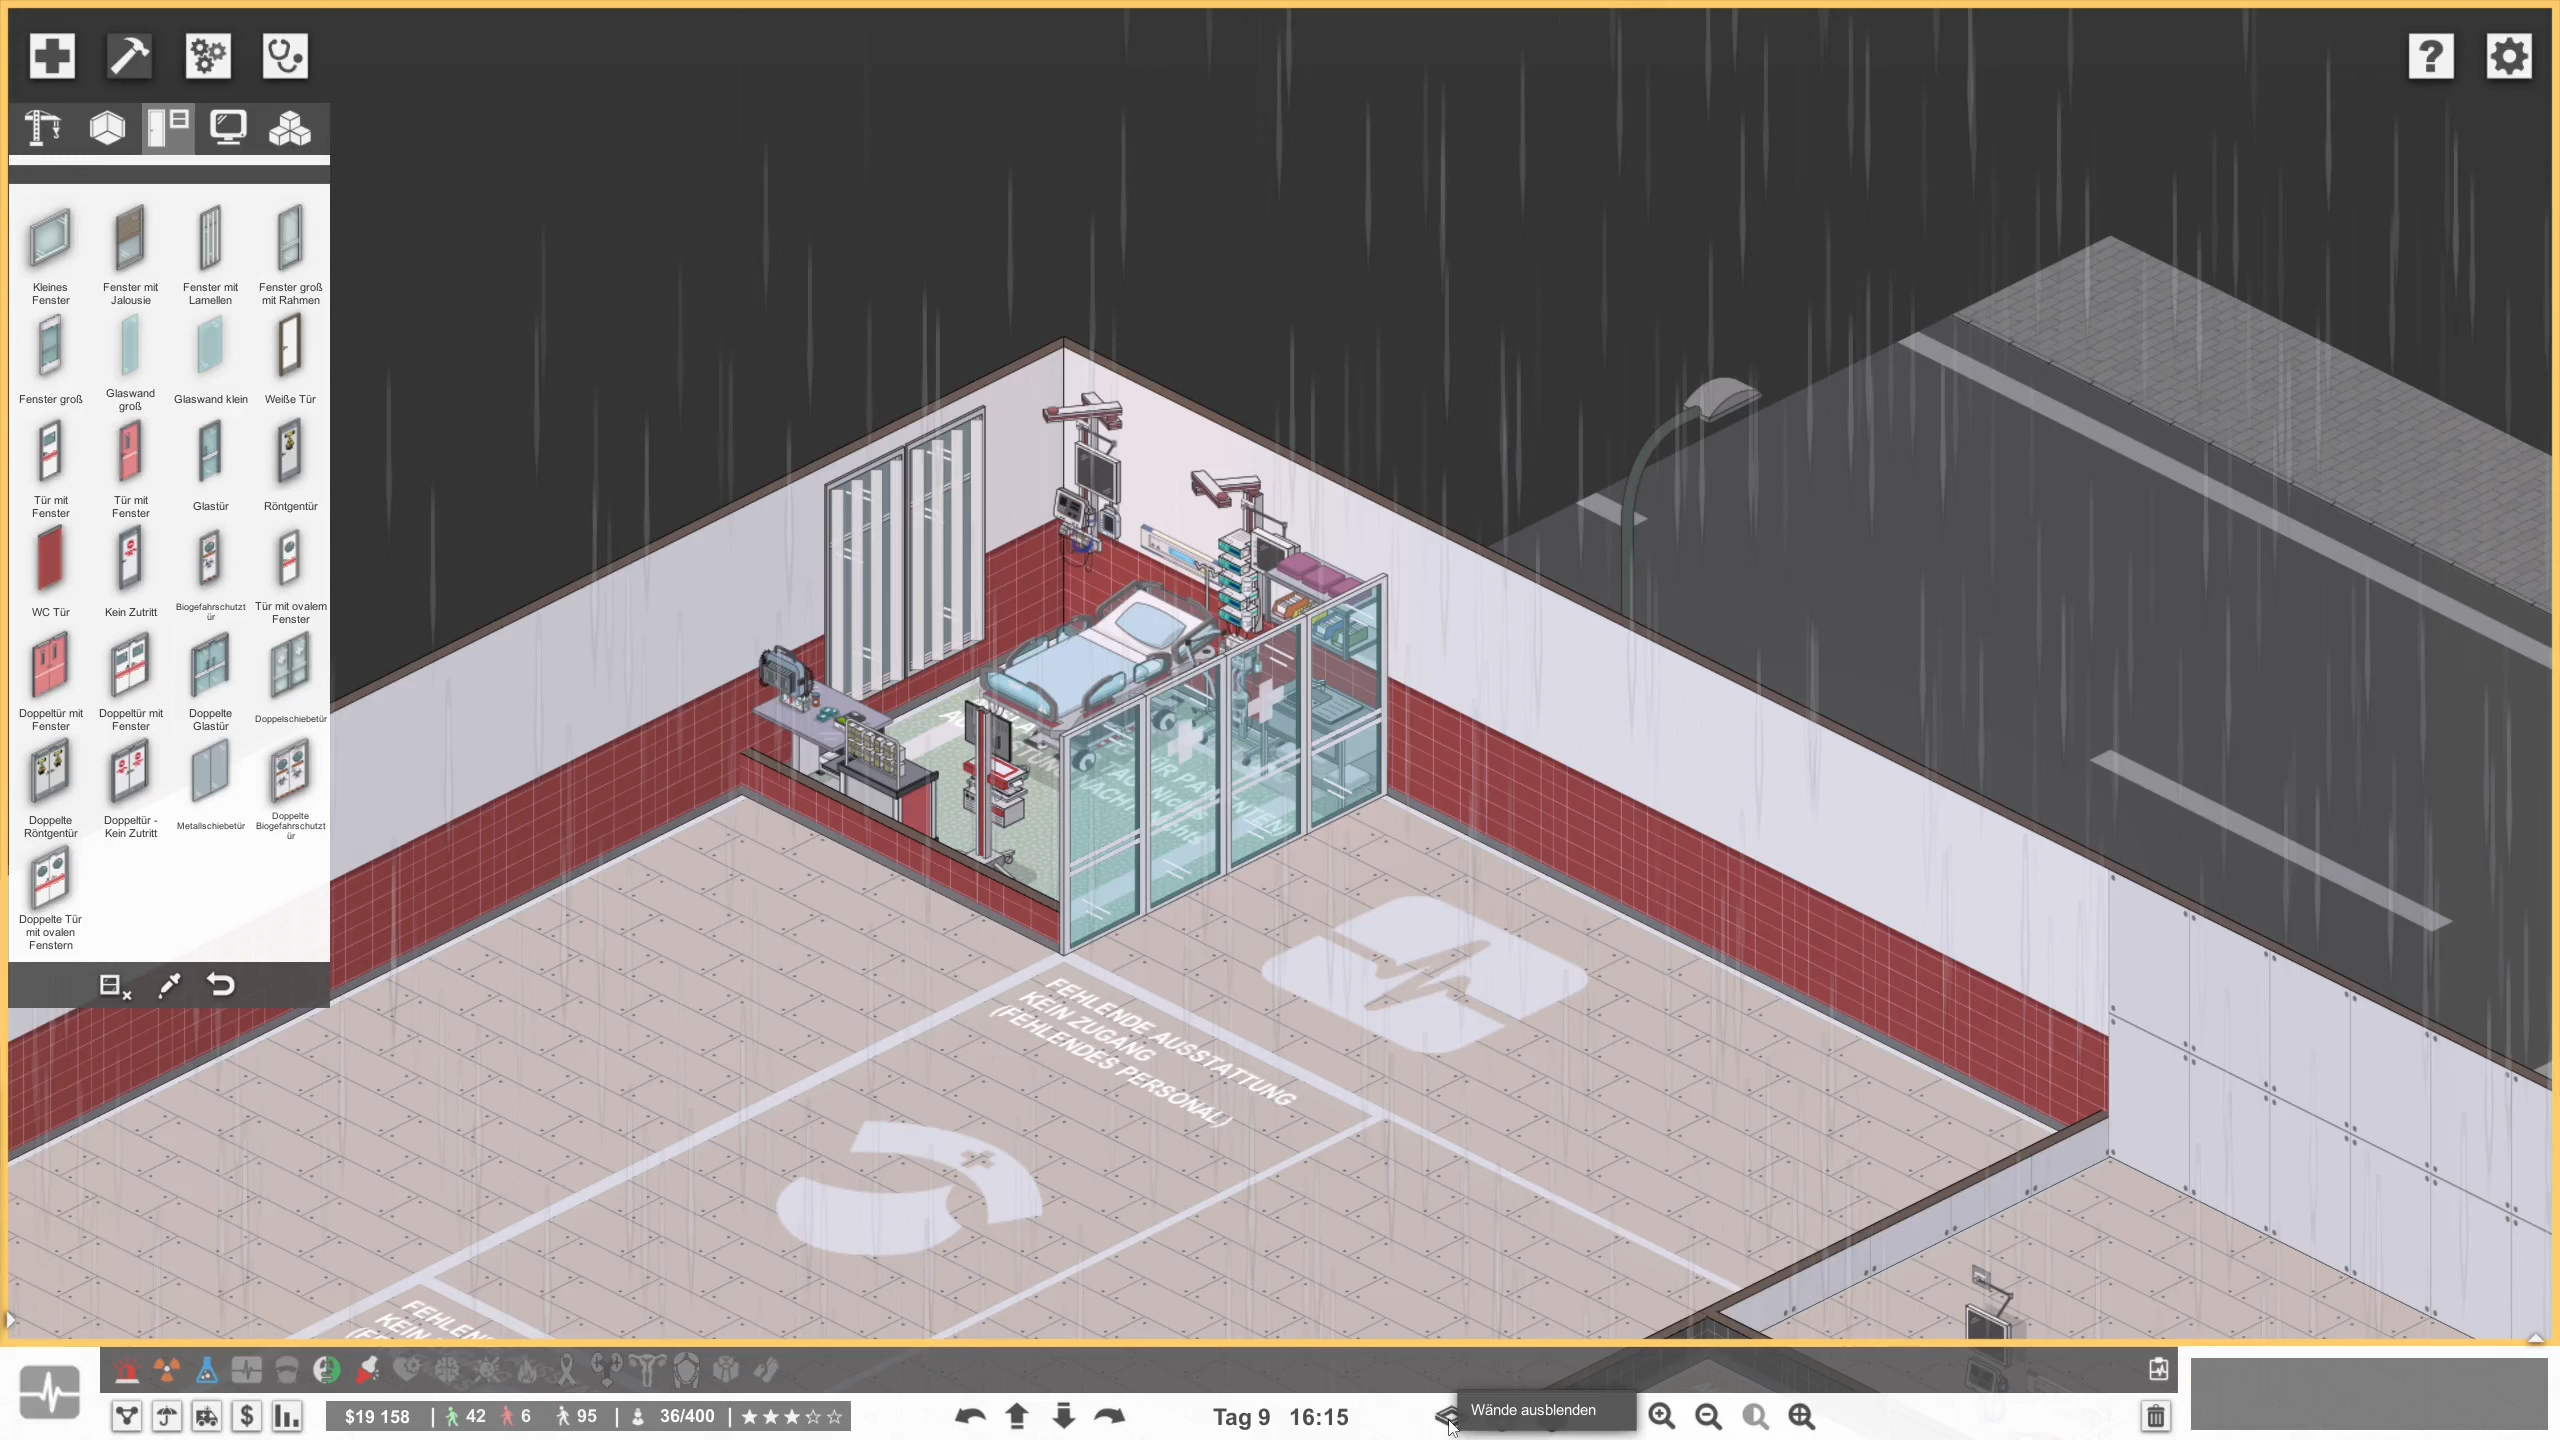 Kleines
Fenster
Fenster mit
Jalousie
Fenster mit
Lamellen
Fenster groß
mit Rahmen
Fenster groß
Glaswand
groß
Glaswand klein
Weiße Tür
Tür mit
Fenster
Tür mit
Fenster
Glastür
Röntgentür
WC Tür
Kein Zutritt
Biogefahrschutzt
ür
Tür mit ovalem
Fenster
Doppeltür mit
Fenster
Doppeltür mit
Fenster
Doppelte
Glastür
Doppelschiebetür
Doppelte
Röntgentür
Doppeltür -
Kein Zutritt
Metallschiebetür
Doppelte
Biogefahrschutzt
ür
Doppelte Tür
mit ovalen
Fenstern
FEHLENDE AUSSTATTUNG
KEIN ZUGANG
(FEHLENDES PERSONAL)
$19 158
42
6
95
36/400
Tag 9 16:15
Wände ausblenden